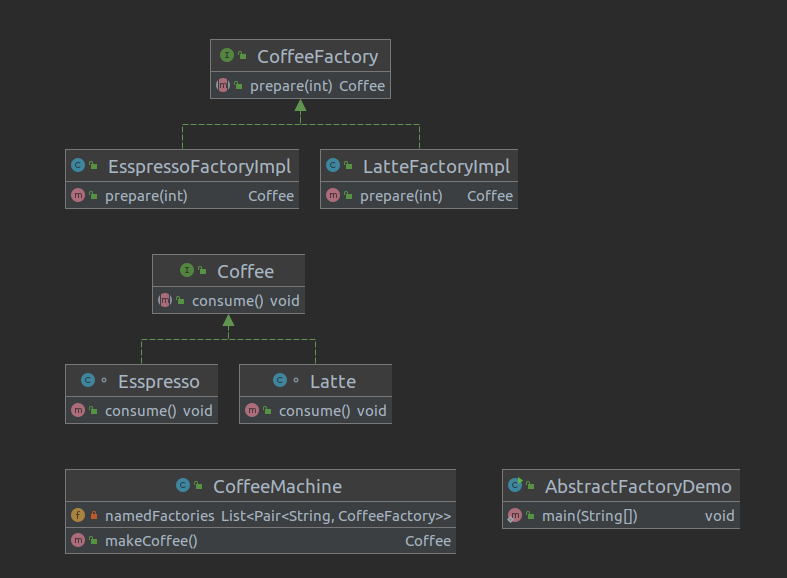 CoffeeFactory
prepare(int) Coffee
EsspressoFactoryImpl
prepare(int) Coffee
LatteFactoryImpl
prepare(int) Coffee
Coffee
consume() void
Esspresso
consume() void
Latte
consume() void
CoffeeMachine
namedFactories List<Pair<String, CoffeeFactory>>
makeCoffee() Coffee
AbstractFactoryDemo
main(String[]) void